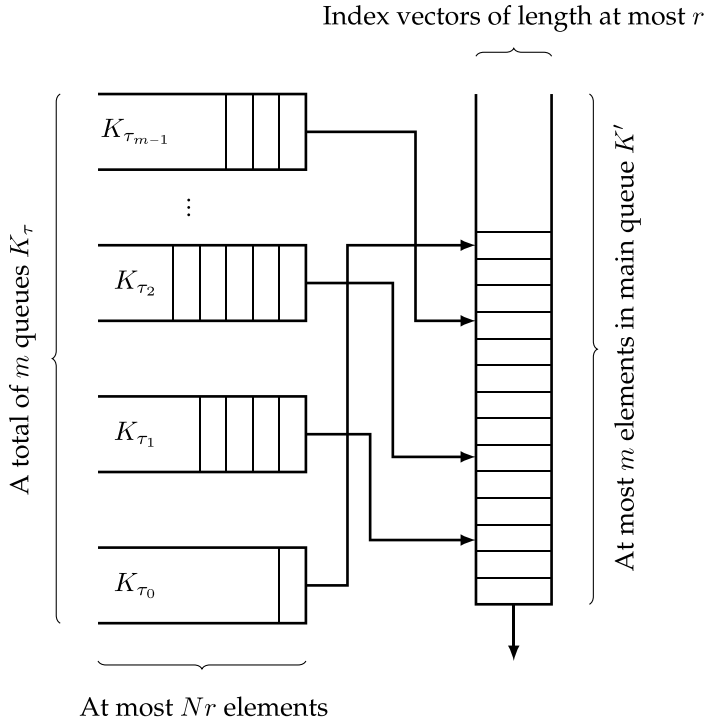 Index vectors of length at most r
A total of m queues K_τ
K_{τ_{m−1}}
⋮
K_{τ_2}
K_{τ_1}
K_{τ_0}
At most m elements in main queue K′
At most Nr elements